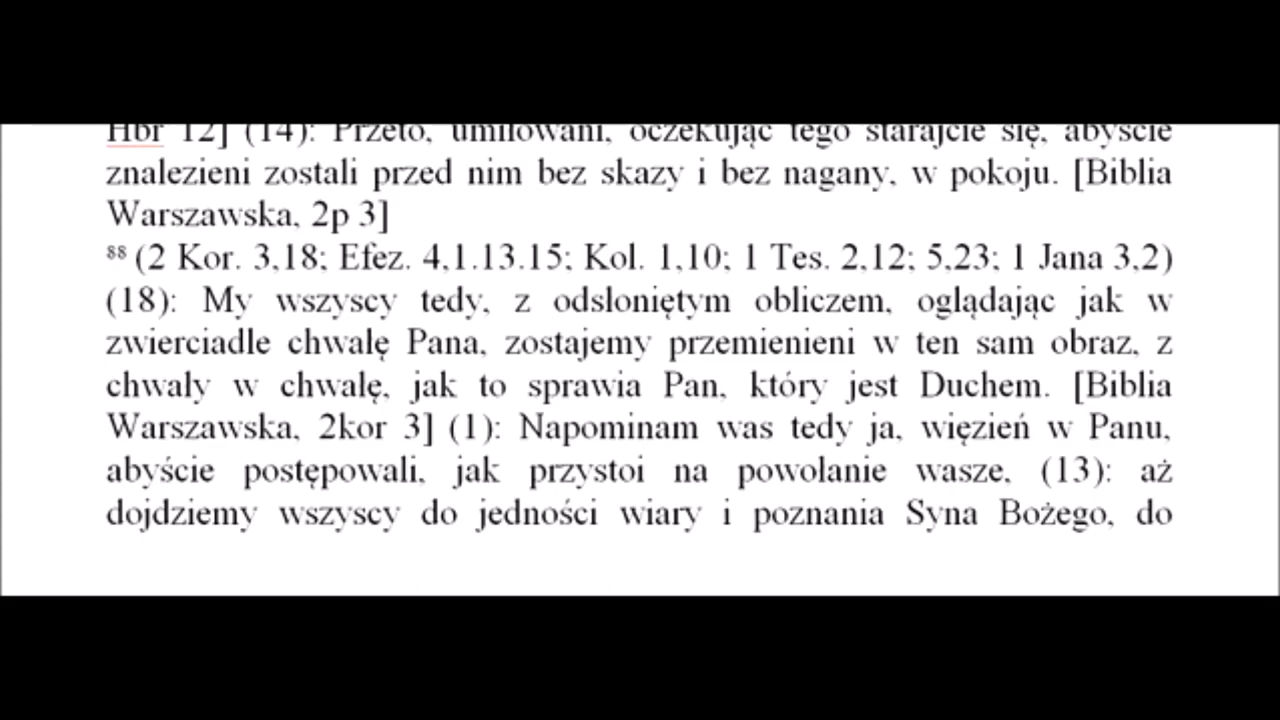 Hbr 12] (14): Przeto, umiłowani, oczekując tego starajcie się, abyście
znalezieni zostali przed nim bez skazy i bez nagany, w pokoju. [Biblia
Warszawska, 2p 3]
⁸⁸ (2 Kor. 3,18; Efez. 4,1.13.15; Kol. 1,10; 1 Tes. 2,12; 5,23; 1 Jana 3,2)
(18): My wszyscy tedy, z odsłoniętym obliczem, oglądając jak w
zwierciadle chwałę Pana, zostajemy przemienieni w ten sam obraz, z
chwały w chwałę, jak to sprawia Pan, który jest Duchem. [Biblia
Warszawska, 2kor 3] (1): Napominam was tedy ja, więzień w Panu,
abyście postępowali, jak przystoi na powołanie wasze, (13): aż
dojdziemy wszyscy do jedności wiary i poznania Syna Bożego, do